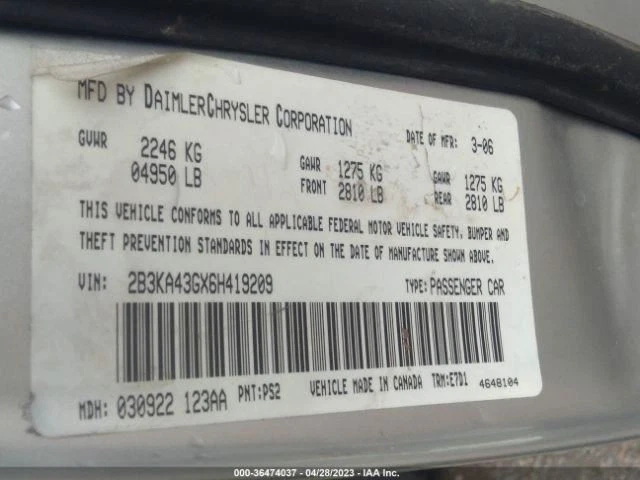 MFD BY DAIMLERCHRYSLER CORPORATION DATE OF MFR: 3-06
GVWR 2246 KG GAWR 1275 KG GAWR 1275 KG
04950 LB FRONT 2810 LB REAR 2810 LB
THIS VEHICLE CONFORMS TO ALL APPLICABLE FEDERAL MOTOR VEHICLE SAFETY, BUMPER AND
THEFT PREVENTION STANDARDS IN EFFECT ON THE DATE OF MANUFACTURE SHOWN ABOVE.
VIN: 2B3KA43GX6H419209 TYPE: PASSENGER CAR
MDH: 030922 123AA PNT: PS2 VEHICLE MADE IN CANADA TRM: E7D1 4648104
© - 36474037 - 04/28/2023 - IAA Inc.